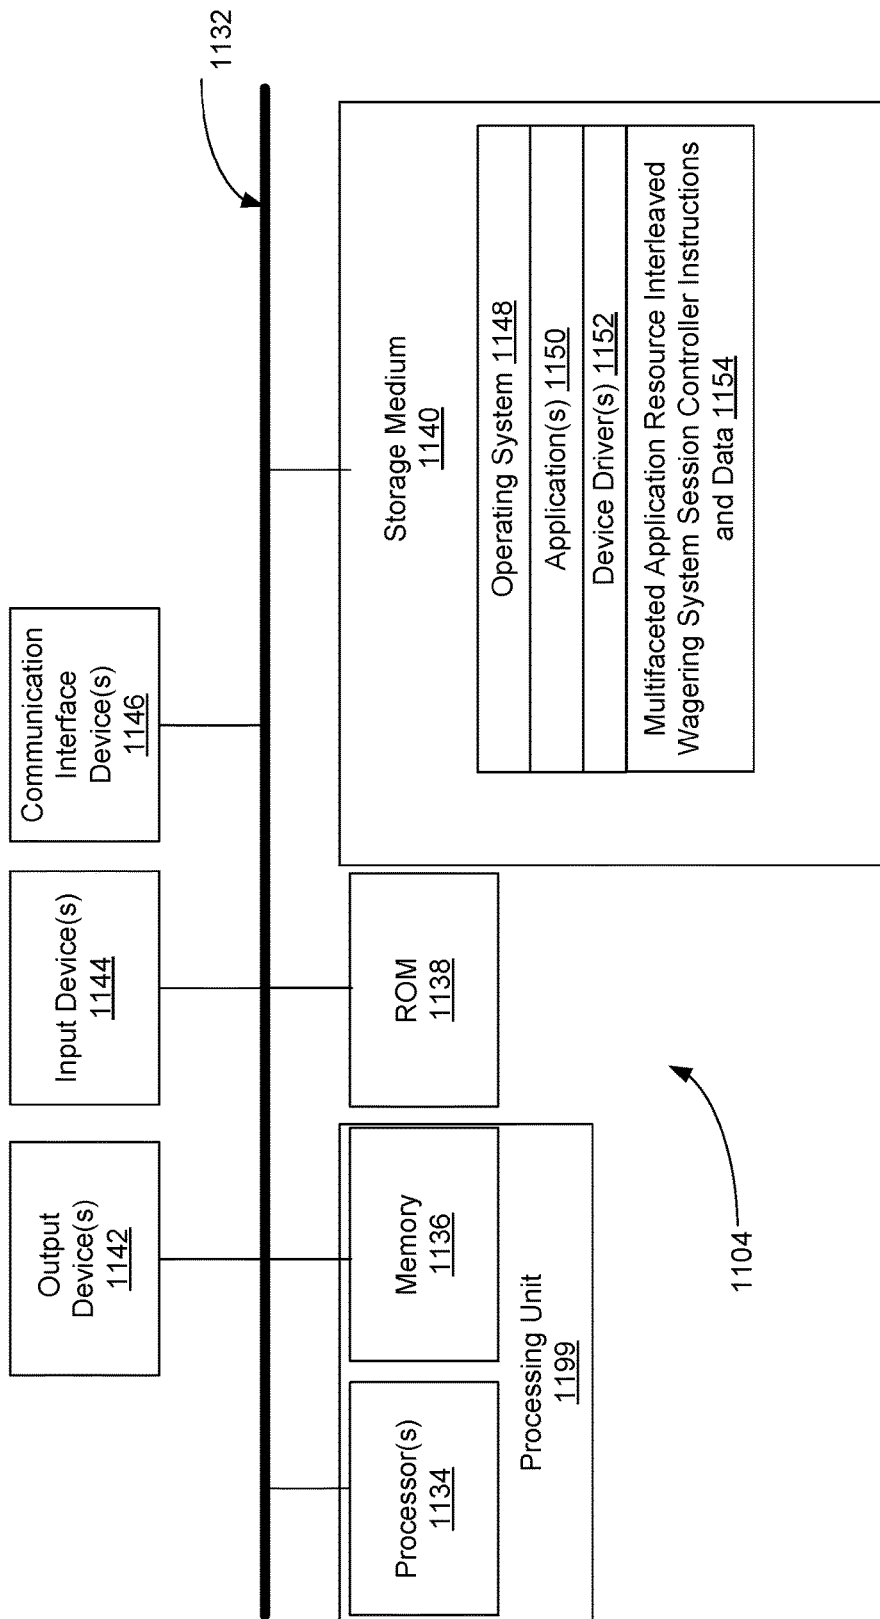 1132
Output
Device(s)
1142
Input Device(s)
1144
Communication
Interface
Device(s)
1146
Processor(s)
1134
Memory
1136
Processing Unit
1199
ROM
1138
Storage Medium
1140
Operating System 1148
Application(s) 1150
Device Driver(s) 1152
Multifaceted Application Resource Interleaved
Wagering System Session Controller Instructions
and Data 1154
1104